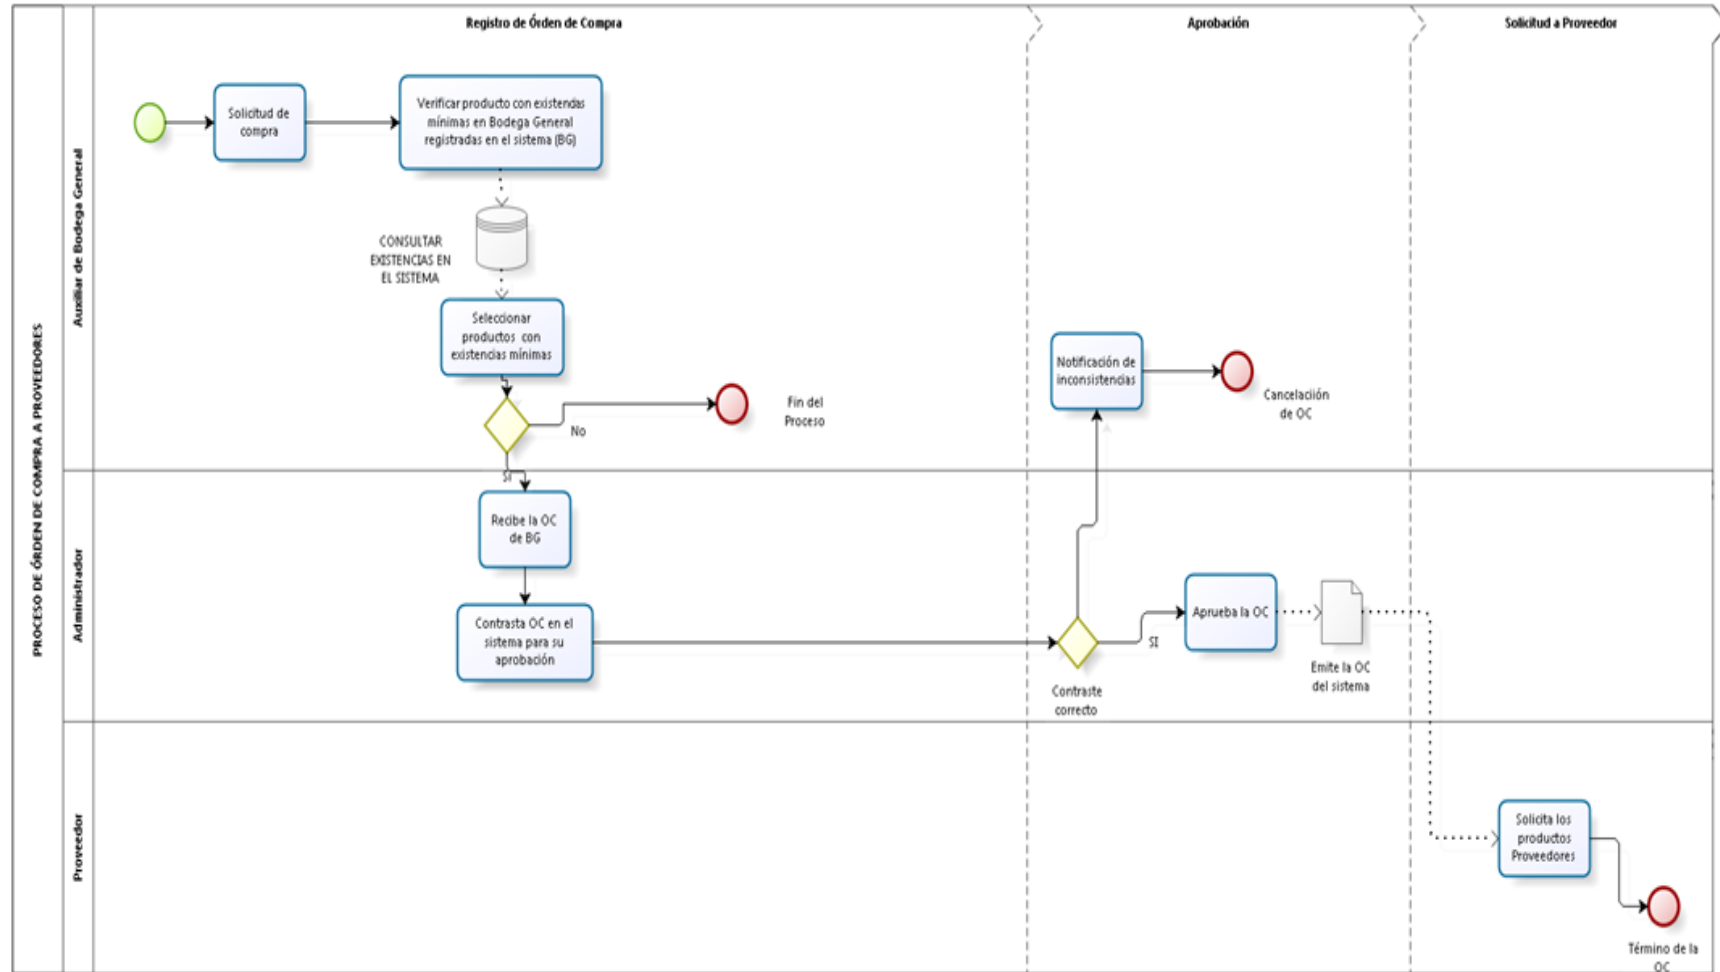 Registro de Órden de Compra
Aprobación
Solicitud a Proveedor
PROCESO DE ÓRDEN DE COMPRA A PROVEEDORES
Auxiliar de Bodega General
Solicitud de
compra
Verificar producto con existendas
mínimas en Bodega General
registradas en el sistema (BG)
CONSULTAR
EXISTENCIAS EN
EL SISTEMA
Seleccionar
productos con
existencias mínimas
No
Fin del
Proceso
Notificación de
inconsistencias
Cancelaciión
de OC
Administrador
SI
Recibe la OC
de BG
Contrasta OC en el
sistema para su
aprobación
Contraste
correcto
SI
Aprueba la OC
Emite la OC
del sistema
Proveedor
Solicita los
productos
Proveedores
Término de la
OC